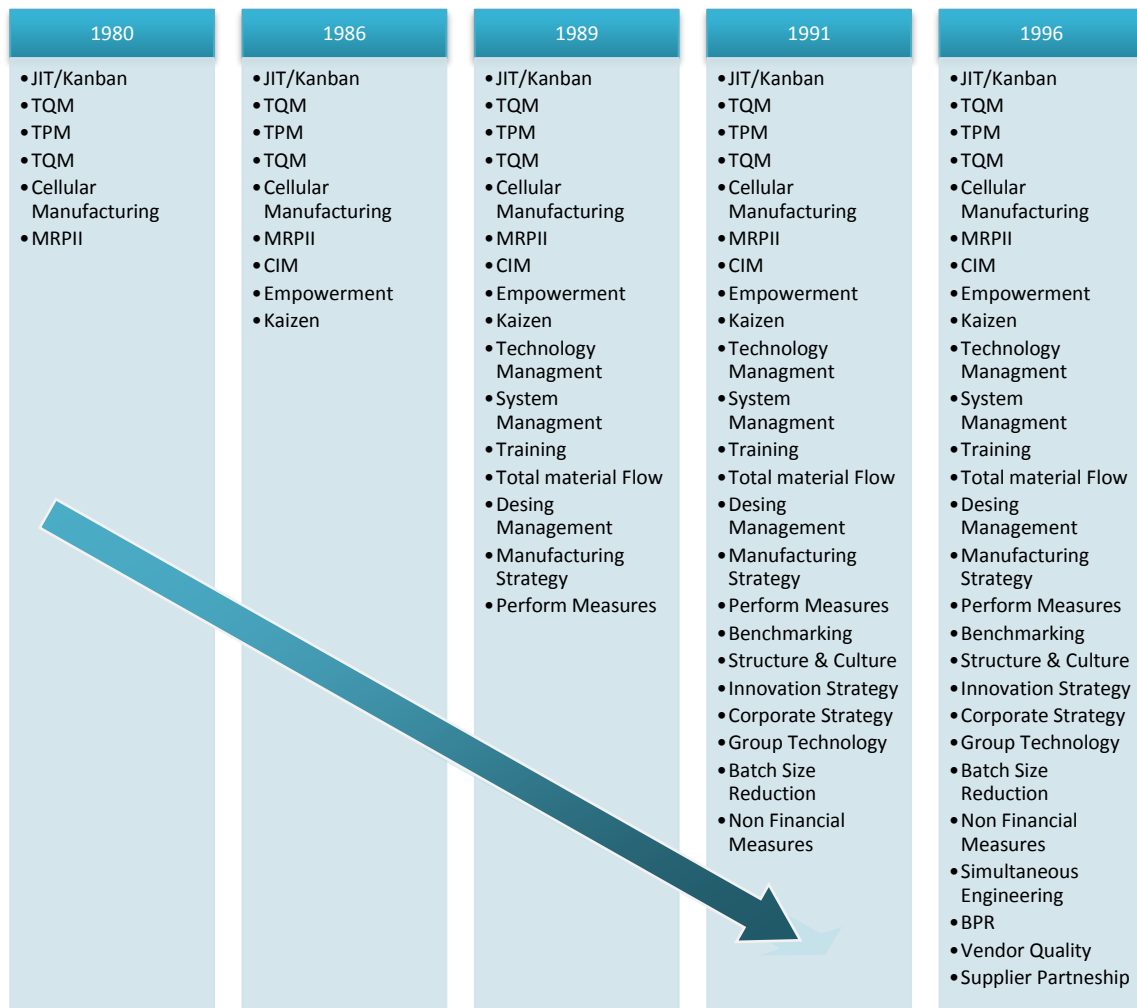 1980
•JIT/Kanban
•TQM
•TPM
•TQM
•Cellular
Manufacturing
•MRPII
1986
•JIT/Kanban
•TQM
•TPM
•TQM
•Cellular
Manufacturing
•MRPII
•CIM
•Empowerment
•Kaizen
1989
•JIT/Kanban
•TQM
•TPM
•TQM
•Cellular
Manufacturing
•MRPII
•CIM
•Empowerment
•Kaizen
•Technology
Managment
•System
Managment
•Training
•Total material Flow
•Desing
Management
•Manufacturing
Strategy
•Perform Measures
1991
•JIT/Kanban
•TQM
•TPM
•TQM
•Cellular
Manufacturing
•MRPII
•CIM
•Empowerment
•Kaizen
•Technology
Managment
•System
Managment
•Training
•Total material Flow
•Desing
Management
•Manufacturing
Strategy
•Perform Measures
•Benchmarking
•Structure & Culture
•Innovation Strategy
•Corporate Strategy
•Group Technology
•Batch Size
Reduction
•Non Financial
Measures
1996
•JIT/Kanban
•TQM
•TPM
•TQM
•Cellular
Manufacturing
•MRPII
•CIM
•Empowerment
•Kaizen
•Technology
Managment
•System
Managment
•Training
•Total material Flow
•Desing
Management
•Manufacturing
Strategy
•Perform Measures
•Benchmarking
•Structure & Culture
•Innovation Strategy
•Corporate Strategy
•Group Technology
•Batch Size
Reduction
•Non Financial
Measures
•Simultaneous
Engineering
•BPR
•Vendor Quality
•Supplier Partneship